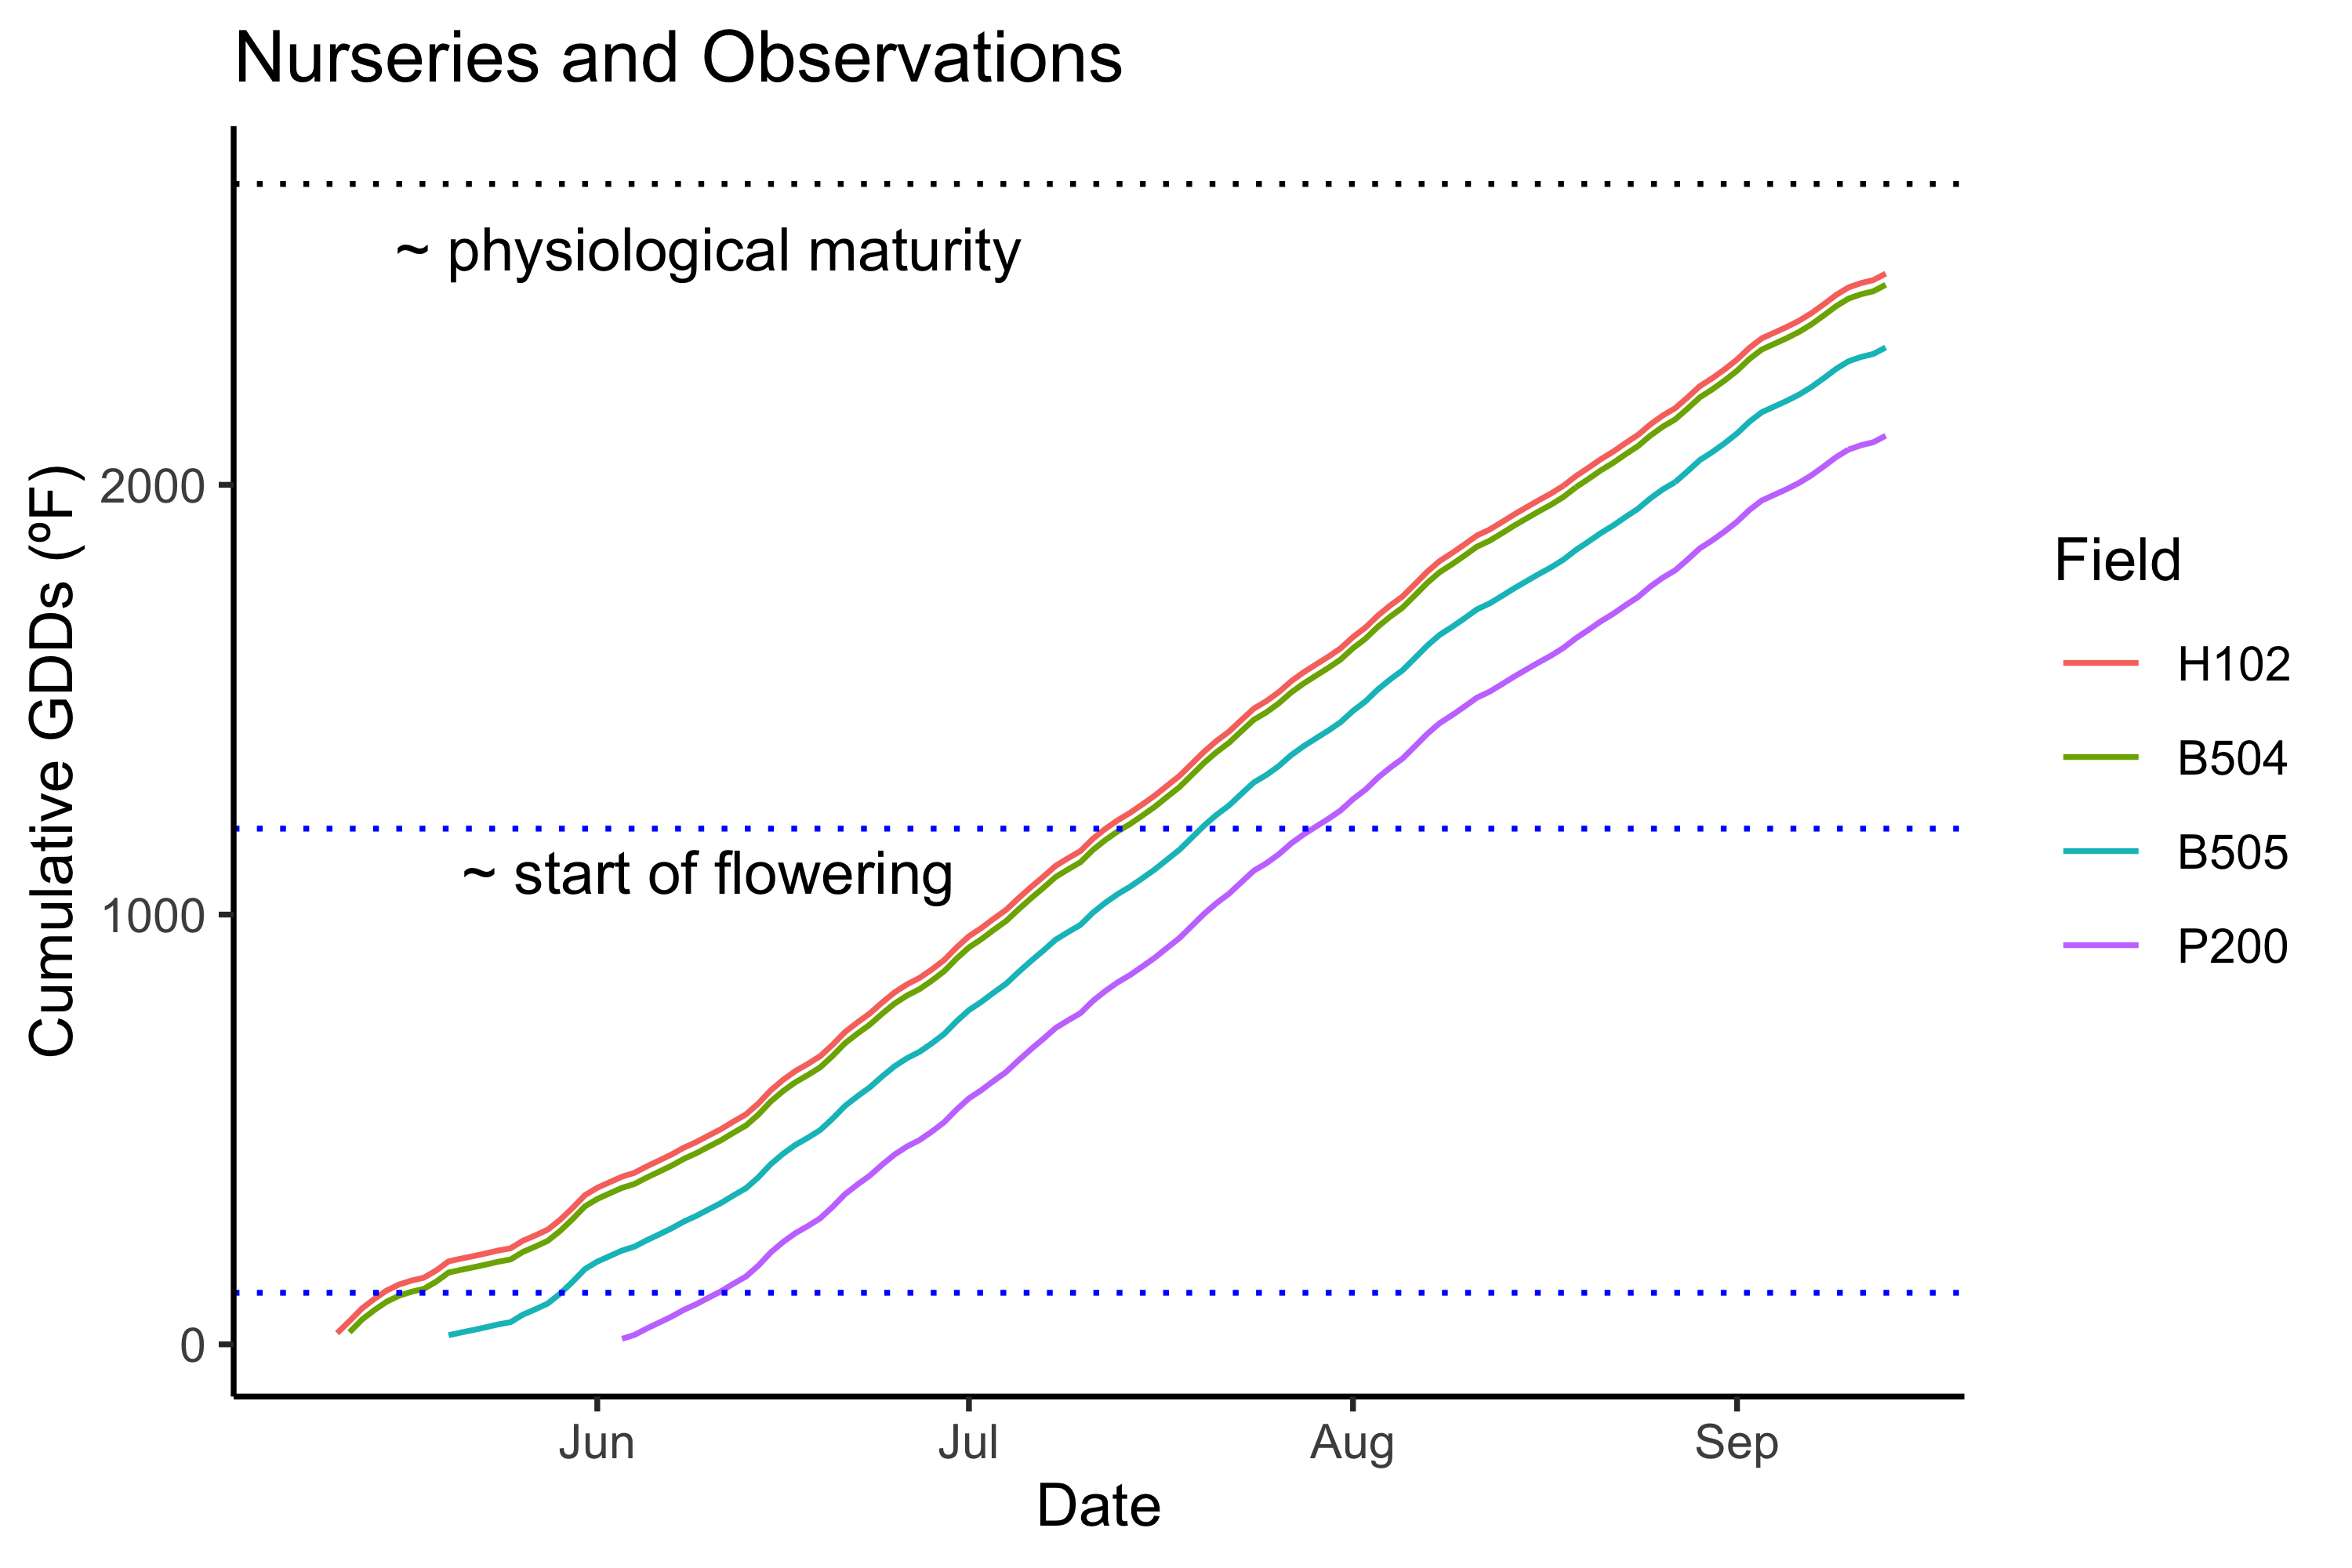 Nurseries and Observations
~ physiological maturity
~ start of flowering
Cumulative GDDs (ºF)
2000
1000
0
Jun
Jul
Aug
Sep
Date
Field
H102
B504
B505
P200